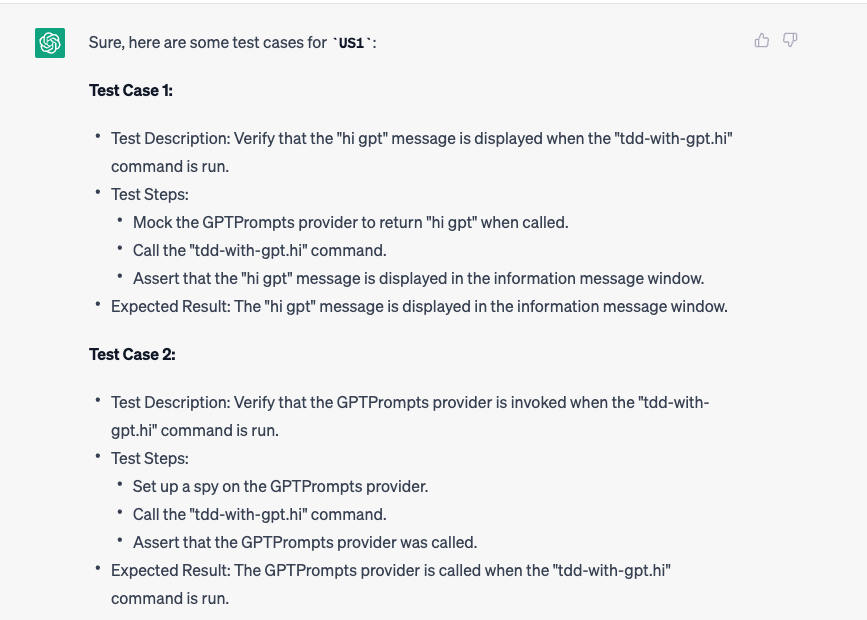 Sure, here are some test cases for `US1`:
Test Case 1:
• Test Description: Verify that the "hi gpt" message is displayed when the "tdd-with-gpt.hi"
command is run.
• Test Steps:
• Mock the GPTPrompts provider to return "hi gpt" when called.
• Call the "tdd-with-gpt.hi" command.
• Assert that the "hi gpt" message is displayed in the information message window.
• Expected Result: The "hi gpt" message is displayed in the information message window.
Test Case 2:
• Test Description: Verify that the GPTPrompts provider is invoked when the "tdd-with-
gpt.hi" command is run.
• Test Steps:
• Set up a spy on the GPTPrompts provider.
• Call the "tdd-with-gpt.hi" command.
• Assert that the GPTPrompts provider was called.
• Expected Result: The GPTPrompts provider is called when the "tdd-with-gpt.hi"
command is run.